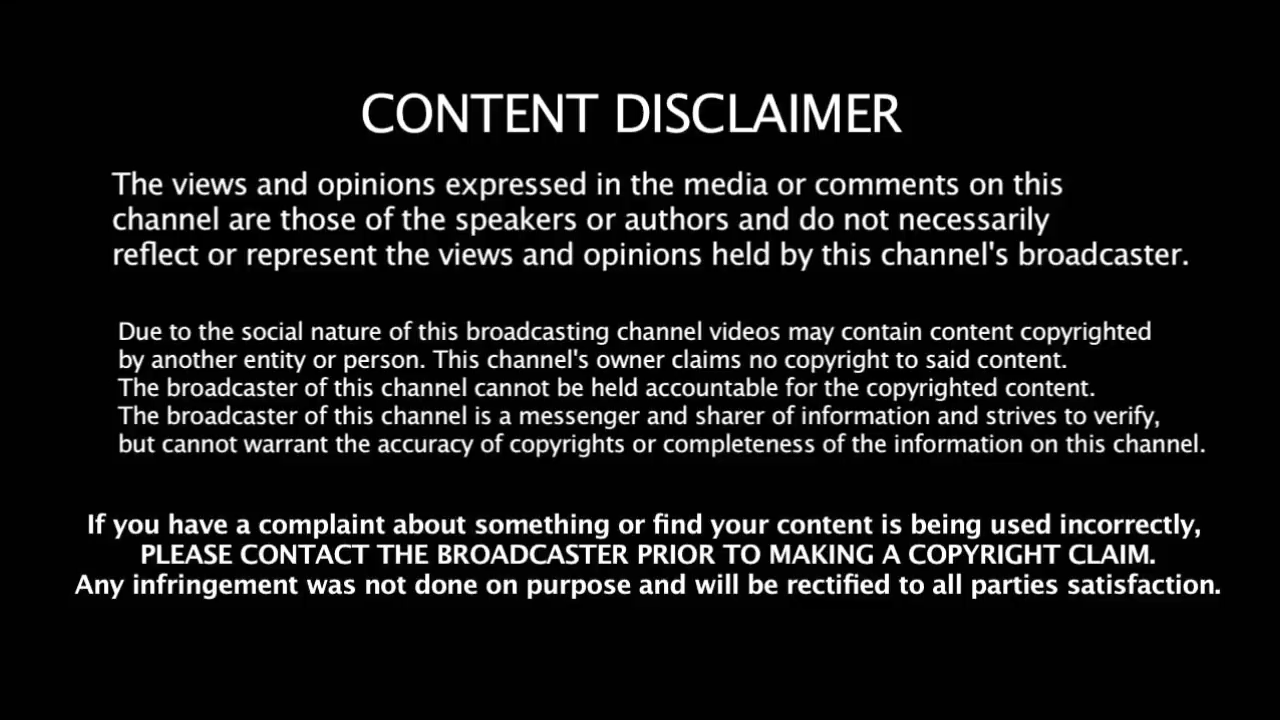 CONTENT DISCLAIMER
The views and opinions expressed in the media or comments on this
channel are those of the speakers or authors and do not necessarily
reflect or represent the views and opinions held by this channel's broadcaster.
Due to the social nature of this broadcasting channel videos may contain content copyrighted
by another entity or person. This channel's owner claims no copyright to said content.
The broadcaster of this channel cannot be held accountable for the copyrighted content.
The broadcaster of this channel is a messenger and sharer of information and strives to verify,
but cannot warrant the accuracy of copyrights or completeness of the information on this channel.
If you have a complaint about something or find your content is being used incorrectly,
PLEASE CONTACT THE BROADCASTER PRIOR TO MAKING A COPYRIGHT CLAIM.
Any infringement was not done on purpose and will be rectified to all parties satisfaction.